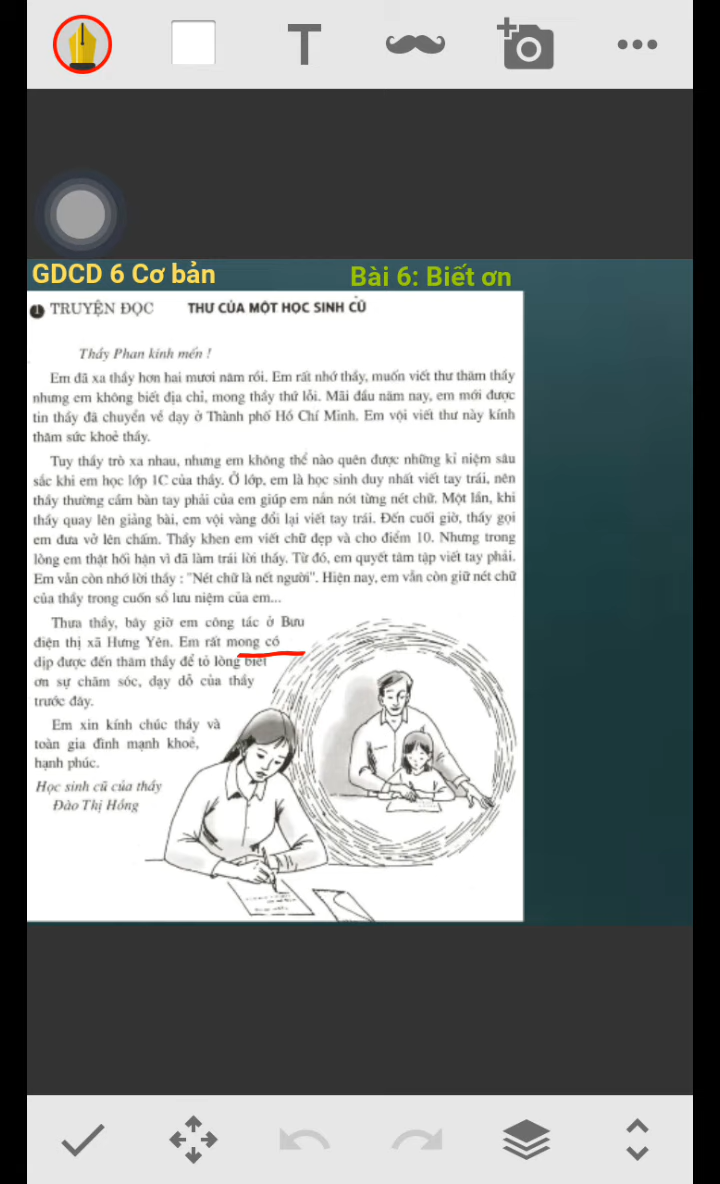 T
GDCD 6 Cơ bản
Bài 6: Biết ơn
1 TRUYỆN ĐỌC THƯ CỦA MỘT HỌC SINH CŨ
Thầy Phan kính mến !
Em đã xa thầy hơn hai mươi năm rồi. Em rất nhớ thầy, muốn viết thư thăm thầy
nhưng em không biết địa chỉ, mong thầy thứ lỗi. Mãi đầu năm nay, em mới được
tin thầy đã chuyển về dạy ở Thành phố Hồ Chí Minh. Em vội viết thư này kính
thăm sức khoẻ thầy.
Tuy thầy trò xa nhau, nhưng em không thể nào quên được những kỉ niệm sâu
sắc khi em học lớp 1C của thầy. Ở lớp, em là học sinh duy nhất viết tay trái, nên
thầy thường cầm bàn tay phải của em giúp em nắn nót từng nét chữ. Một lần, khi
thầy quay lên giảng bài, em vội vàng đổi lại viết tay trái. Đến cuối giờ, thầy gọi
em đưa vở lên chấm. Thầy khen em viết chữ đẹp và cho điểm 10. Nhưng trong
lòng em thật hối hận vì đã làm trái lời thầy. Từ đó, em quyết tâm tập viết tay phải.
Em vẫn còn nhớ lời thầy : "Nét chữ là nết người". Hiện nay, em vẫn còn giữ nét chữ
của thầy trong cuốn sổ lưu niệm của em...
Thưa thầy, bây giờ em công tác ở Bưu
điện thị xã Hưng Yên. Em rất mong có
dịp được đến thăm thầy để tỏ lòng biết
ơn sự chăm sóc, dạy dỗ của thầy
trước đây.
Em xin kính chúc thầy và
toàn gia đình mạnh khoẻ,
hạnh phúc.
Học sinh cũ của thầy
Đào Thị Hồng